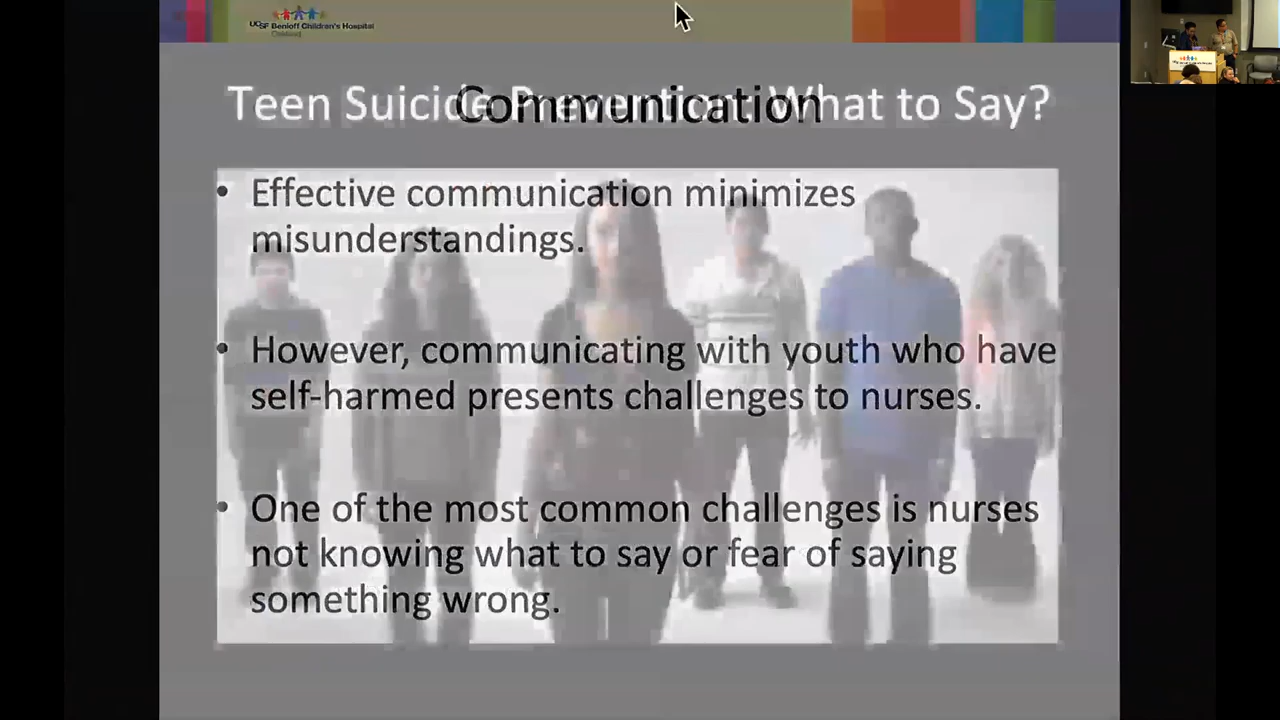 UCSF Benioff Children's Hospital
Oakland
Teen Suicide Prevention: What to Say?
Communication
• Effective communication minimizes
misunderstandings.
• However, communicating with youth who have
self-harmed presents challenges to nurses.
• One of the most common challenges is nurses
not knowing what to say or fear of saying
something wrong.